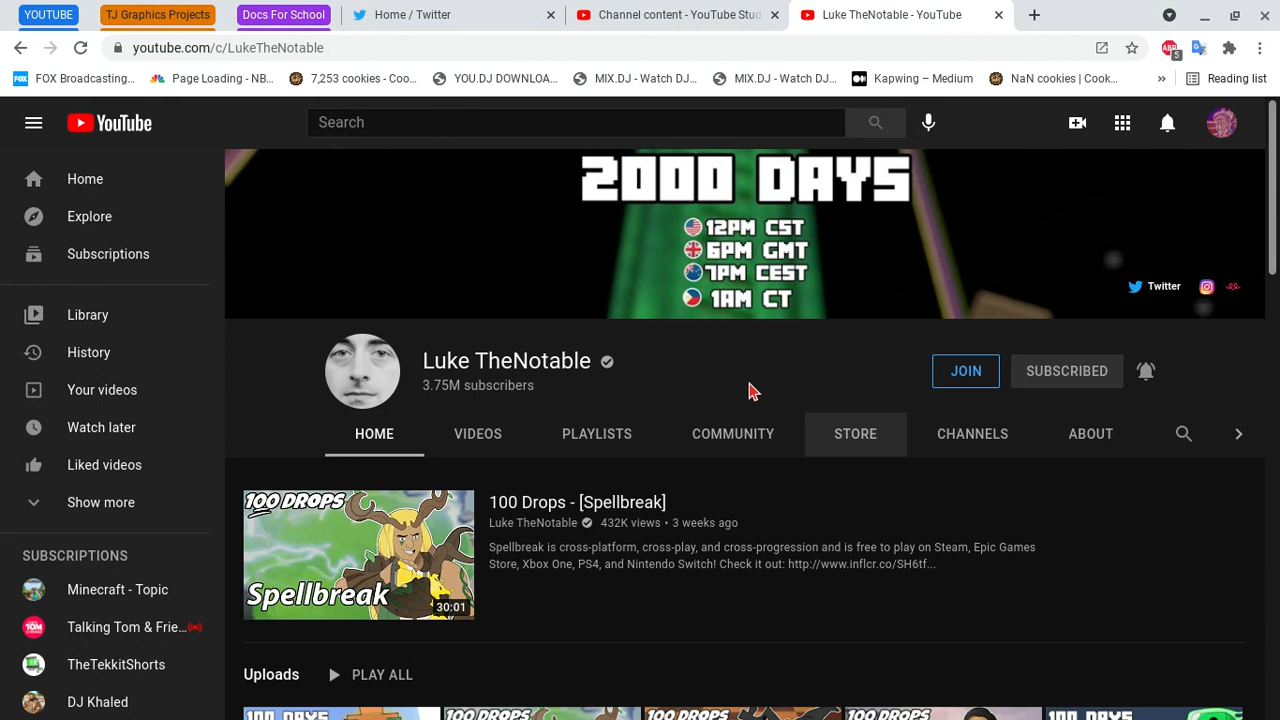 YOUTUBE TJ Graphics Projects Docs For School Home / Twitter Channel content - YouTube Stud Luke TheNotable - YouTube
youtube.com/c/LukeTheNotable 5
FOX Broadcasting... Page Loading - NB... 7,253 cookies - Coo... YOU.DJ DOWNLOA... MIX.DJ - Watch DJ... MIX.DJ - Watch DJ... Kapwing – Medium NaN cookies | Cook... » Reading list
YouTube Search
2000 DAYS
12PM CST
6PM GMT
7PM CEST
1AM CT
Twitter
Home
Explore
Subscriptions
Library
History
Your videos
Watch later
Liked videos
Show more
SUBSCRIPTIONS
Minecraft - Topic
Talking Tom & Frie...
TheTekkitShorts
DJ Khaled
Luke TheNotable
3.75M subscribers
JOIN SUBSCRIBED
HOME VIDEOS PLAYLISTS COMMUNITY STORE CHANNELS ABOUT
100 DROPS
Spellbreak
30:01
100 Drops - [Spellbreak]
Luke TheNotable 432K views • 3 weeks ago
Spellbreak is cross-platform, cross-play, and cross-progression and is free to play on Steam, Epic Games
Store, Xbox One, PS4, and Nintendo Switch! Check it out: http://www.inflcr.co/SH6tf...
Uploads PLAY ALL
100 DAYS 100 DROPS 100 DAYS